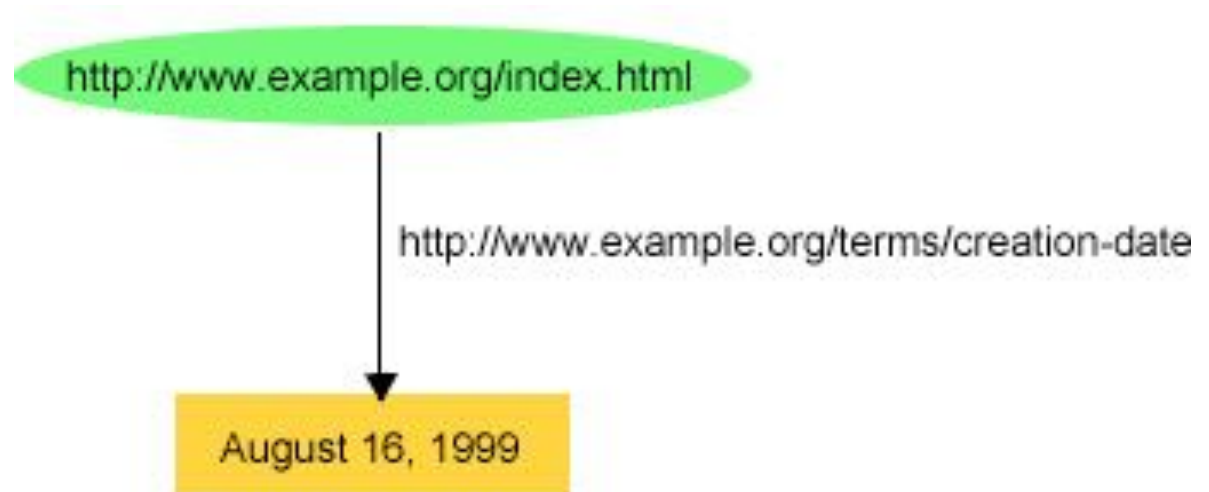 http://www.example.org/index.html
http://www.example.org/terms/creation-date
August 16, 1999